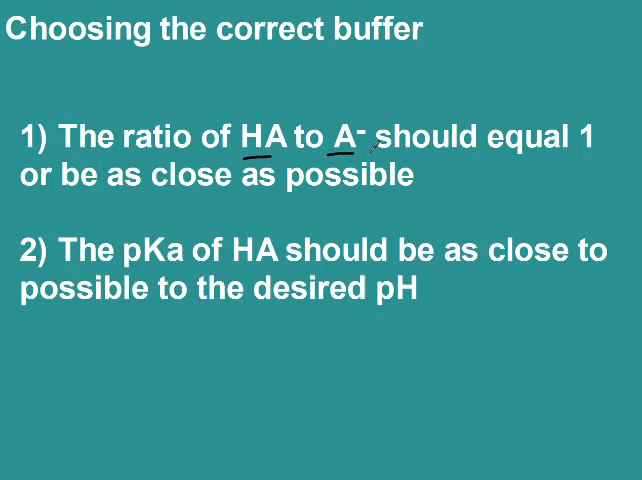 Choosing the correct buffer
1) The ratio of HA to A⁻ should equal 1
or be as close as possible
2) The pKa of HA should be as close to
possible to the desired pH